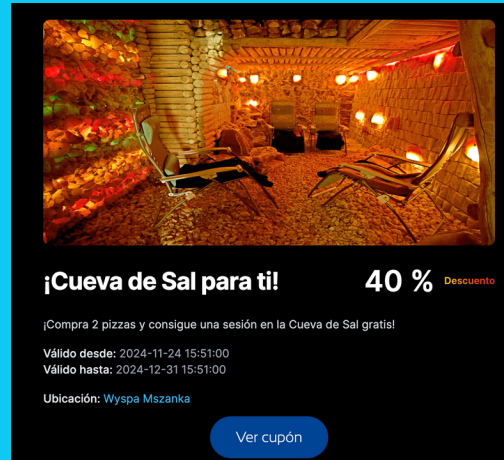 ¡Cueva de Sal para ti!
40 % Descuento
¡Compra 2 pizzas y consigue una sesión en la Cueva de Sal gratis!
Válido desde: 2024-11-24 15:51:00
Válido hasta: 2024-12-31 15:51:00
Ubicación: Wyspa Mszanka
Ver cupón